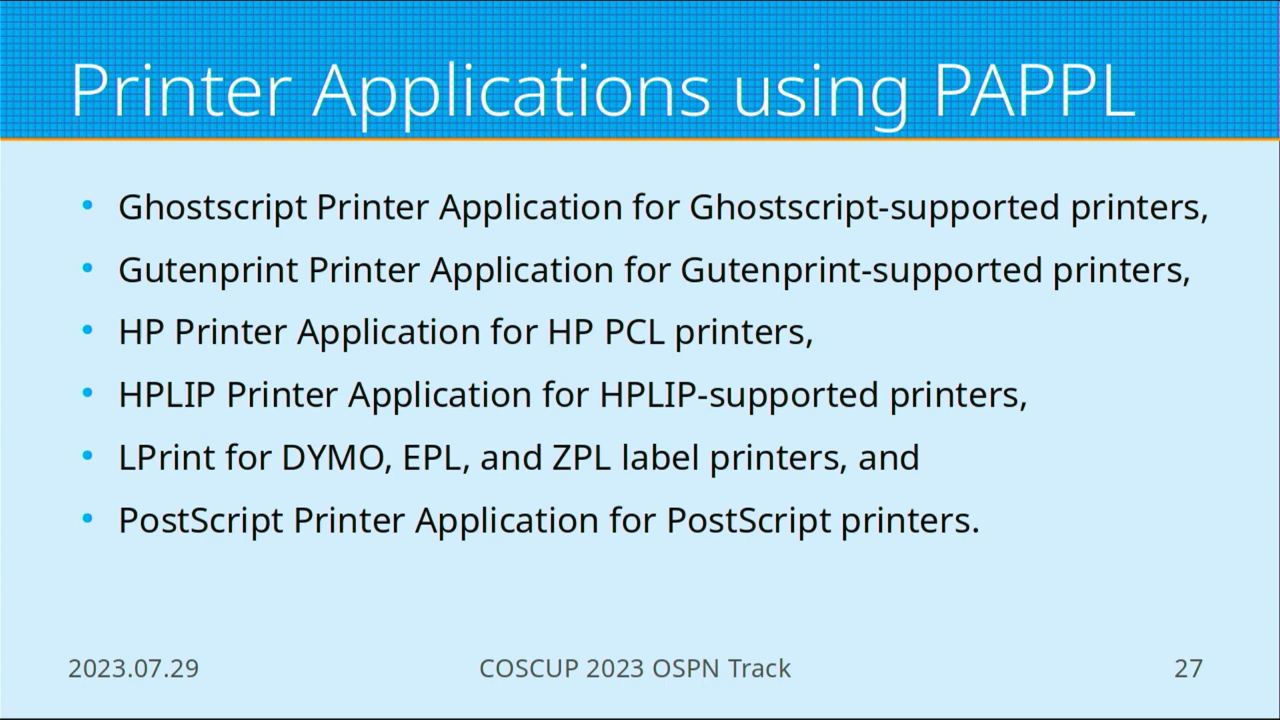 Printer Applications using PAPPL
• Ghostscript Printer Application for Ghostscript-supported printers,
• Gutenprint Printer Application for Gutenprint-supported printers,
• HP Printer Application for HP PCL printers,
• HPLIP Printer Application for HPLIP-supported printers,
• LPrint for DYMO, EPL, and ZPL label printers, and
• PostScript Printer Application for PostScript printers.
2023.07.29 COSCUP 2023 OSPN Track 27